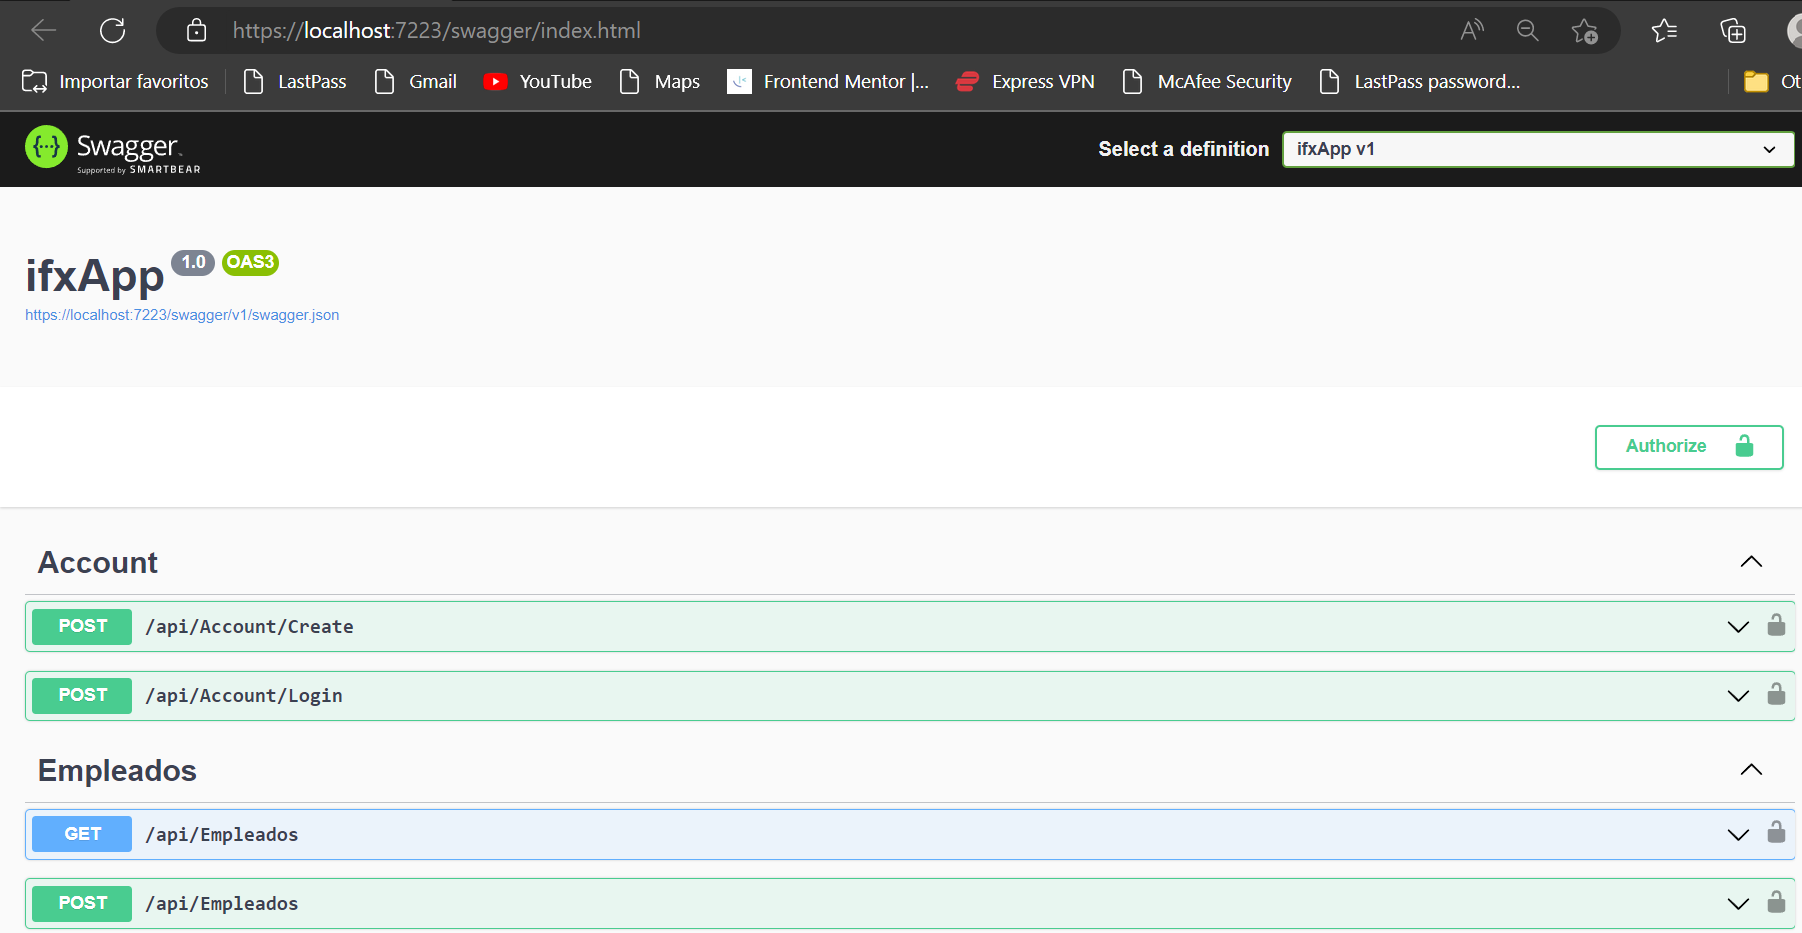 https://localhost:7223/swagger/index.html
Importar favoritos LastPass Gmail YouTube Maps Frontend Mentor |... Express VPN McAfee Security LastPass password... Ot
{...} Swagger Select a definition ifxApp v1
Supported by SMARTBEAR
ifxApp 1.0 OAS3
https://localhost:7223/swagger/v1/swagger.json
Authorize
Account
POST /api/Account/Create
POST /api/Account/Login
Empleados
GET /api/Empleados
POST /api/Empleados